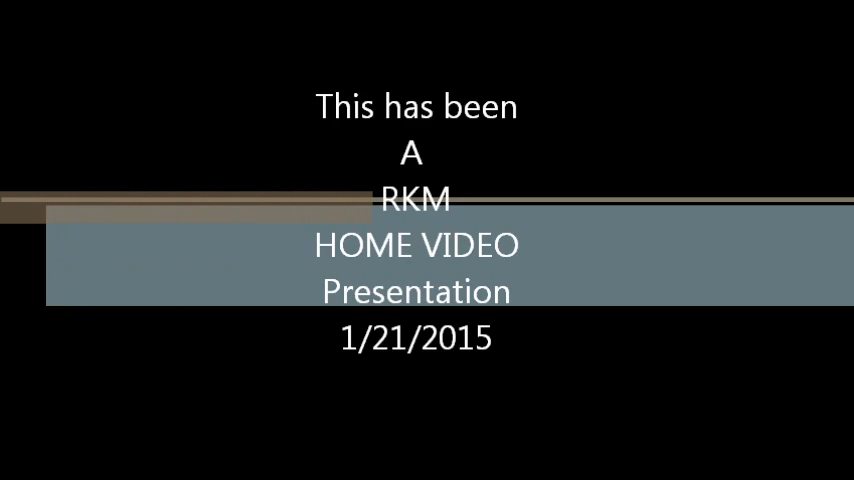 This has been
A
RKM
HOME VIDEO
Presentation
1/21/2015